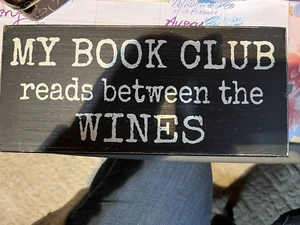 MY BOOK CLUB
reads between the
WINES